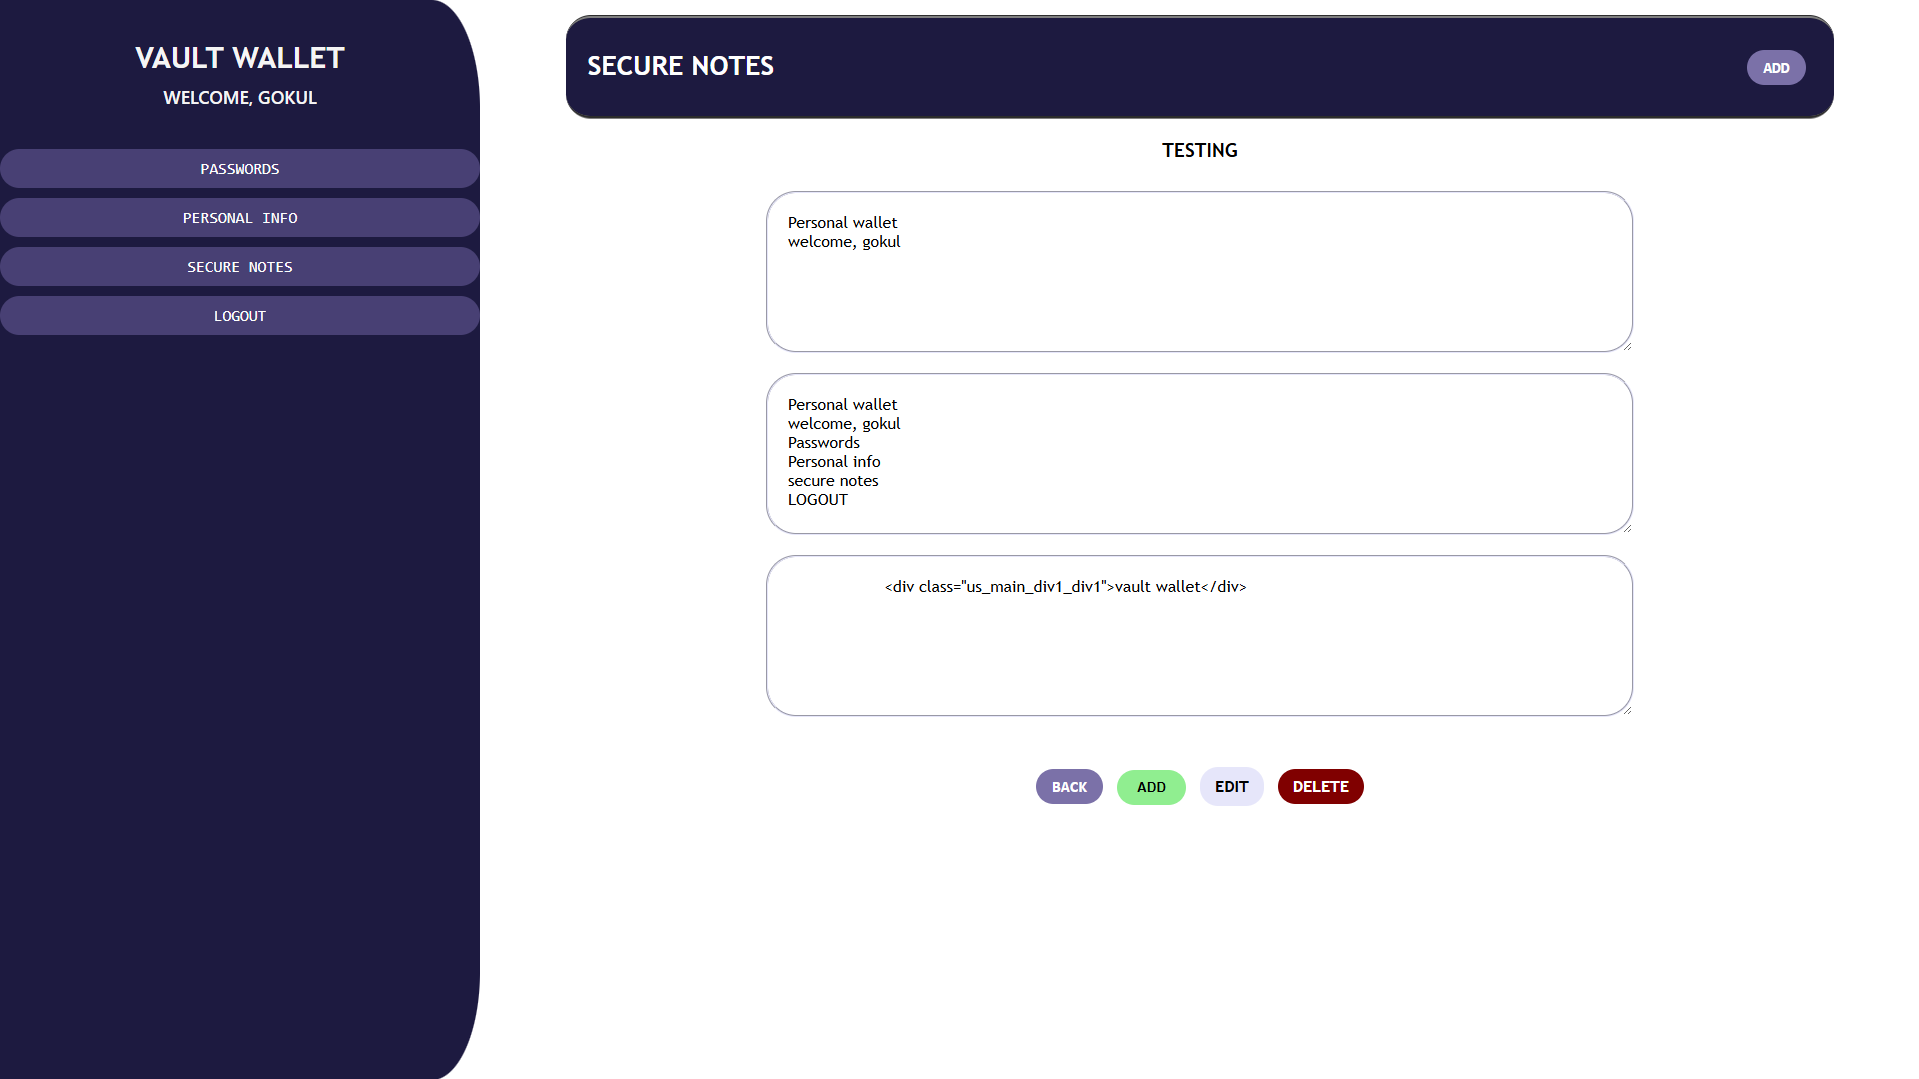 VAULT WALLET
WELCOME, GOKUL
PASSWORDS
PERSONAL INFO
SECURE NOTES
LOGOUT
SECURE NOTES
ADD
TESTING
Personal wallet
welcome, gokul
Personal wallet
welcome, gokul
Passwords
Personal info
secure notes
LOGOUT
<div class="us_main_div1_div1">vault wallet</div>
BACK
ADD
EDIT
DELETE